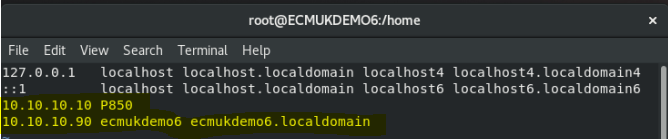 root@ECMUKDEMO6:/home
File Edit View Search Terminal Help
127.0.0.1 localhost localhost.localdomain localhost4 localhost4.localdomain4
::1 localhost localhost.localdomain localhost6 localhost6.localdomain6
10.10.10.10 P850
10.10.10.90 ecmukdemo6 ecmukdemo6.localdomain
~